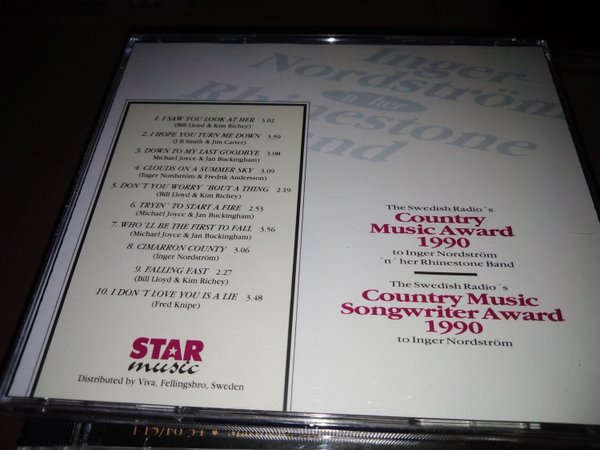 Inger
Nordström
'n' her
Rhinestone
Band
1. I SAW YOU LOOK AT HER 3.02
(Bill Lloyd & Kim Richey)
2. I HOPE YOU TURN ME DOWN 3.59
(J B Smith & Jim Carter)
3. DOWN TO MY LAST GOODBYE 3.08
Michael Joyce & Jan Buckingham)
4. CLOUDS ON A SUMMER SKY 3.09
(Inger Nordström & Fredrik Andersson)
5. DON'T YOU WORRY 'BOUT A THING 2.19
(Bill Lloyd & Kim Richey)
6. TRYIN' TO START A FIRE 2.53
(Michael Joyce & Jan Buckingham)
7. WHO'LL BE THE FIRST TO FALL 3.56
(Michael Joyce & Jan Buckingham)
8. CIMARRON COUNTY 3.06
(Inger Nordström)
9. FALLING FAST 2.27
(Bill Lloyd & Kim Richey)
10. I DON´T LOVE YOU IS A LIE 3.48
(Fred Knipe)
STAR
music
Distributed by Viva, Fellingsbro, Sweden
The Swedish Radio´s
Country
Music Award
1990
to Inger Nordström
´n´ her Rhinestone Band
The Swedish Radio´s
Country Music
Songwriter Award
1990
to Inger Nordström